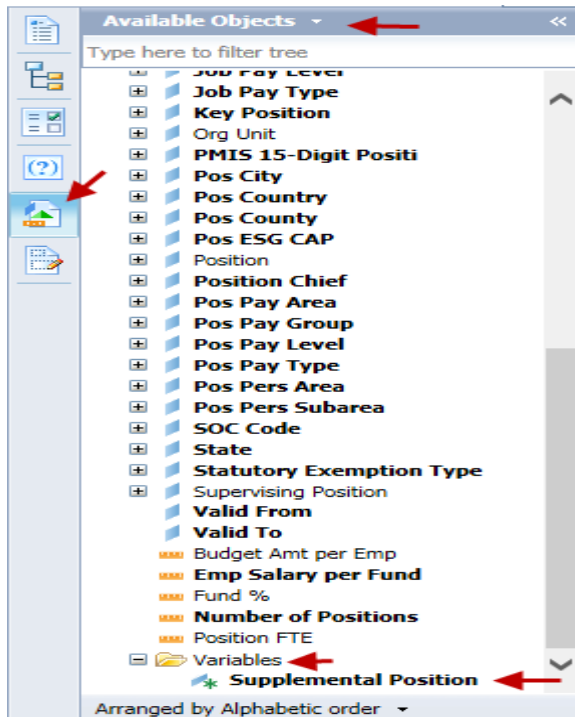 Available Objects
Type here to filter tree
Job Pay Level
Job Pay Type
Key Position
Org Unit
PMIS 15-Digit Positi
(?)
Pos City
Pos Country
Pos County
Pos ESG CAP
Position
Position Chief
Pos Pay Area
Pos Pay Group
Pos Pay Level
Pos Pay Type
Pos Pers Area
Pos Pers Subarea
SOC Code
State
Statutory Exemption Type
Supervising Position
Valid From
Valid To
Budget Amt per Emp
Emp Salary per Fund
Fund %
Number of Positions
Position FTE
Variables
Supplemental Position
Arranged by Alphabetic order